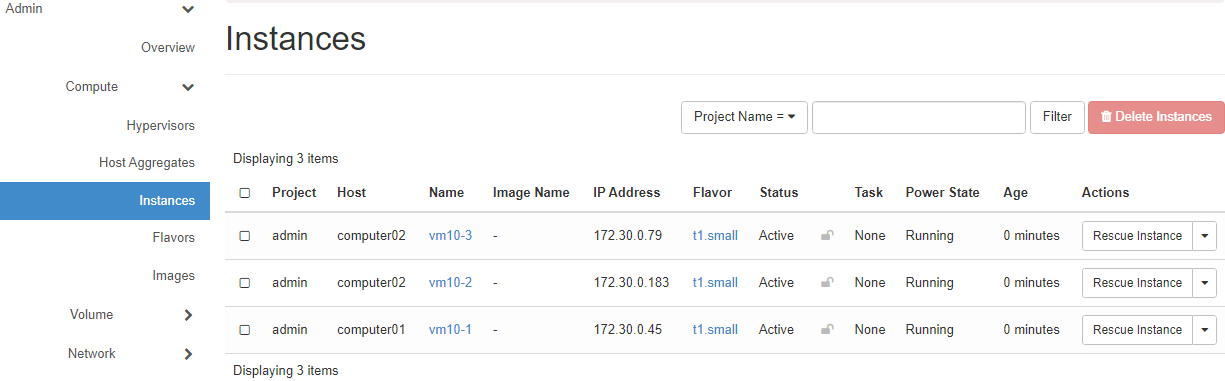 Admin
Overview
Compute
Hypervisors
Host Aggregates
Instances
Flavors
Images
Volume
Network
Instances
Project Name = Filter Delete Instances
Displaying 3 items
Project Host Name Image Name IP Address Flavor Status Task Power State Age Actions
admin computer02 vm10-3 - 172.30.0.79 t1.small Active None Running 0 minutes Rescue Instance
admin computer02 vm10-2 - 172.30.0.183 t1.small Active None Running 0 minutes Rescue Instance
admin computer01 vm10-1 - 172.30.0.45 t1.small Active None Running 0 minutes Rescue Instance
Displaying 3 items